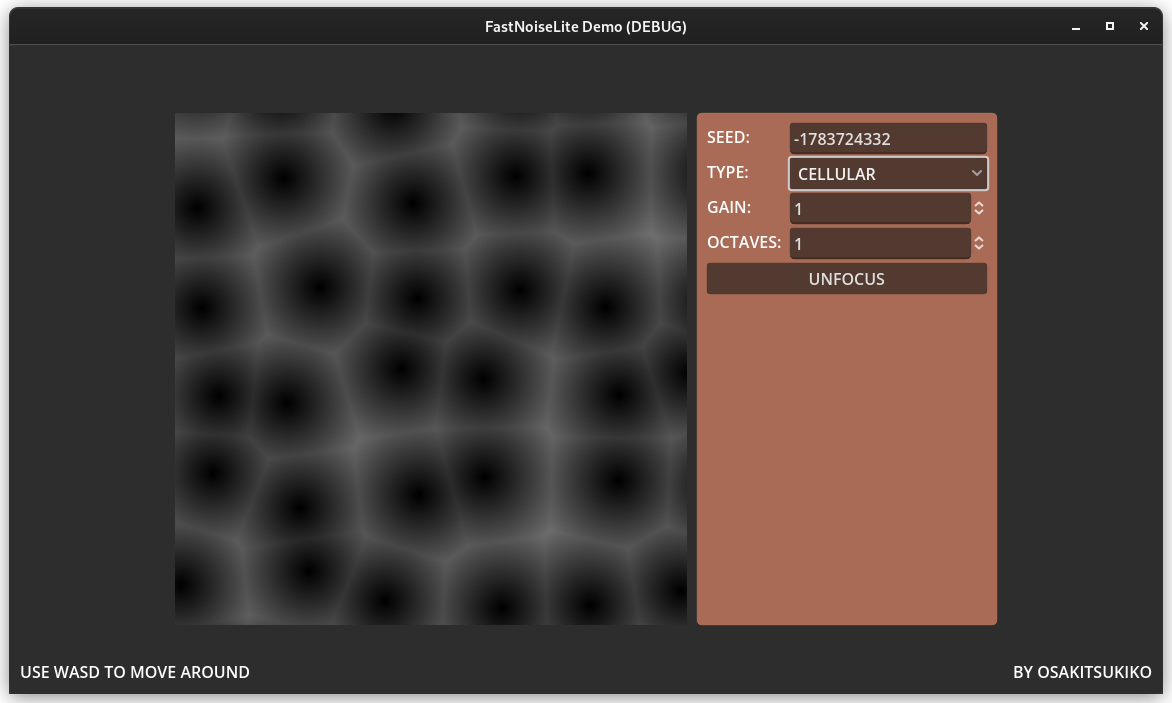 FastNoiseLite Demo (DEBUG)
SEED: -1783724332
TYPE: CELLULAR
GAIN: 1
OCTAVES: 1
UNFOCUS
USE WASD TO MOVE AROUND
BY OSAKITSUKIKO